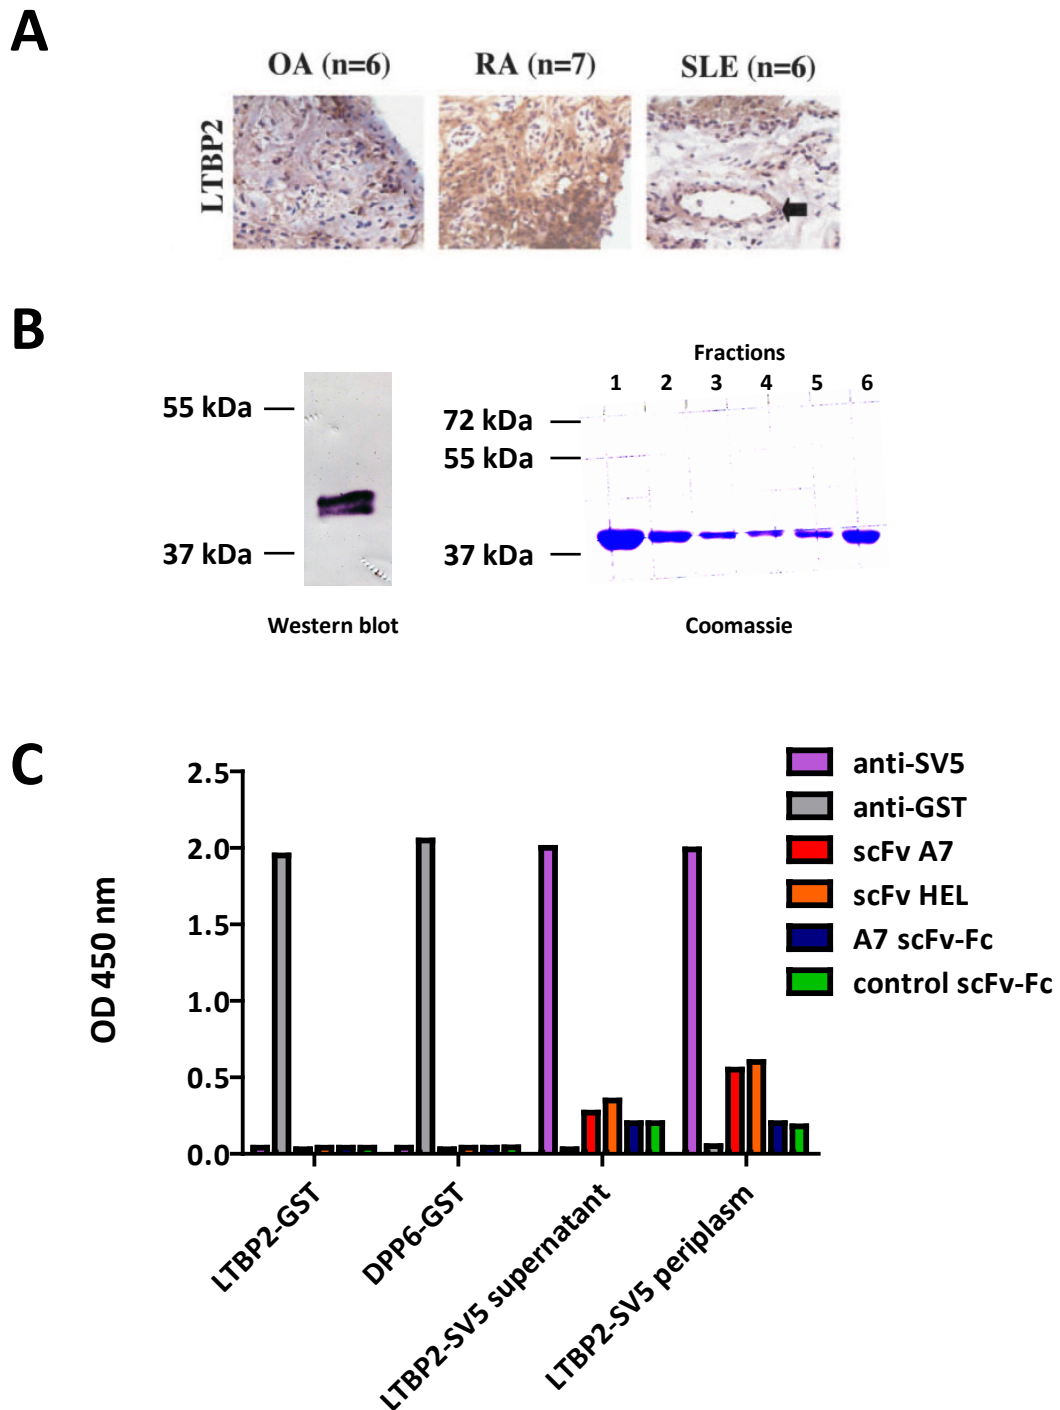 A
OA (n=6) RA (n=7) SLE (n=6)
LTBP2
B
Fractions
1 2 3 4 5 6
55 kDa
37 kDa
72 kDa
55 kDa
37 kDa
Western blot
Coomassie
C
2.5
2.0
1.5
1.0
0.5
0.0
OD 450 nm
anti-SV5
anti-GST
scFv A7
scFv HEL
A7 scFv-Fc
control scFv-Fc
LTBP2-GST
DPP6-GST
LTBP2-SV5 supernatant
LTBP2-SV5 periplasm